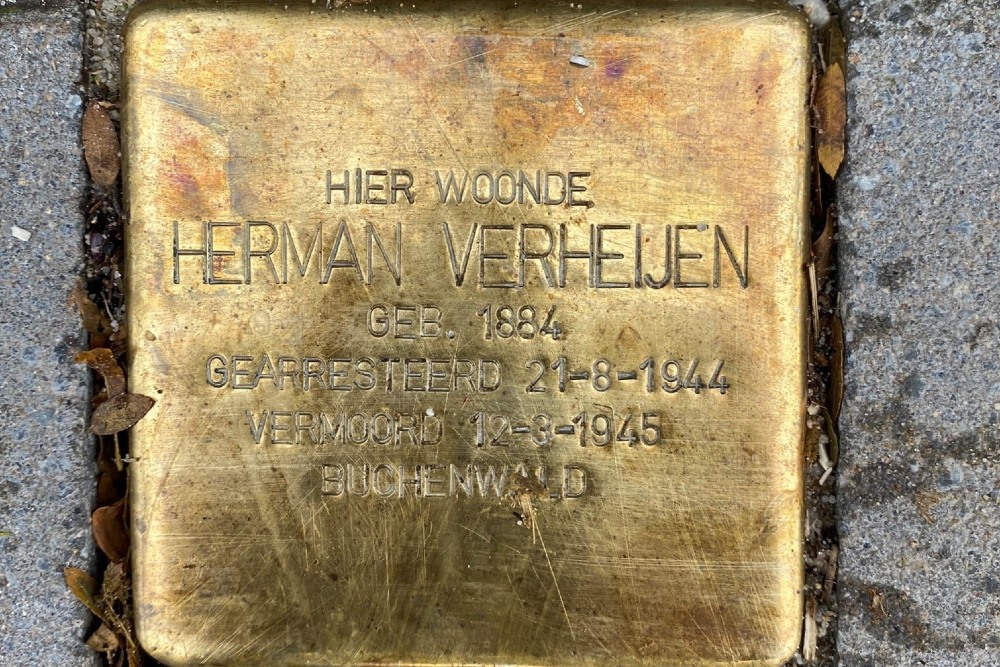 HIER WOONDE
HERMAN VERHEIJEN
GEB. 1884
GEARRESTEERD 21-8-1944
VERMOORD 12-3-1945
BUCHENWALD